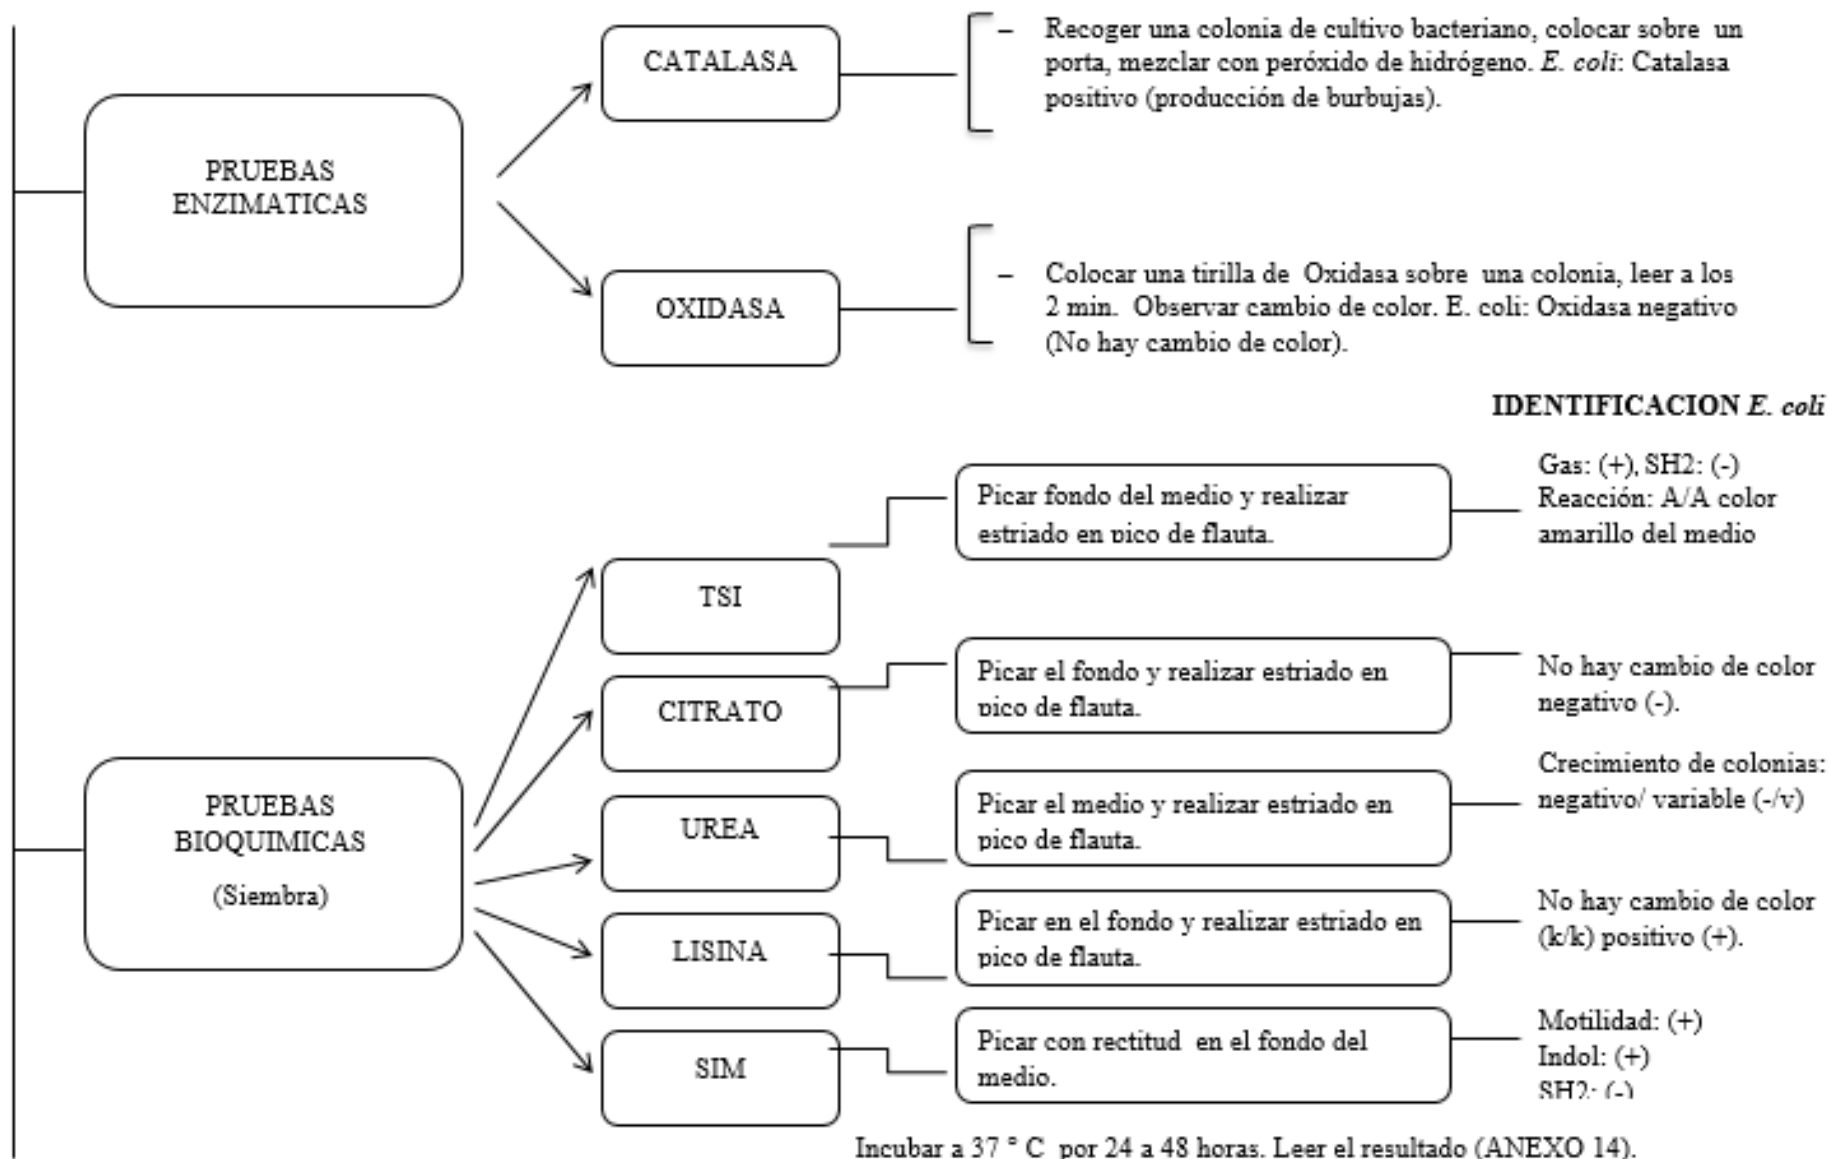 PRUEBAS
ENZIMATICAS
CATALASA
– Recoger una colonia de cultivo bacteriano, colocar sobre un
porta, mezclar con peróxido de hidrógeno. E. coli: Catalasa
positivo (producción de burbujas).
OXIDASA
– Colocar una tirilla de Oxidasa sobre una colonia, leer a los
2 min. Observar cambio de color. E. coli: Oxidasa negativo
(No hay cambio de color).
IDENTIFICACION E. coli
PRUEBAS
BIOQUIMICAS
(Siembra)
TSI
Picar fondo del medio y realizar
estriado en pico de flauta.
Gas: (+), SH2: (-)
Reacción: A/A color
amarillo del medio
CITRATO
Picar el fondo y realizar estriado en
pico de flauta.
No hay cambio de color
negativo (-).
UREA
Picar el medio y realizar estriado en
pico de flauta.
Crecimiento de colonias:
negativo/ variable (-/v)
LISINA
Picar en el fondo y realizar estriado en
pico de flauta.
No hay cambio de color
(k/k) positivo (+).
SIM
Picar con rectitud en el fondo del
medio.
Motilidad: (+)
Indol: (+)
SH2: (-)
Incubar a 37 ° C por 24 a 48 horas. Leer el resultado (ANEXO 14).